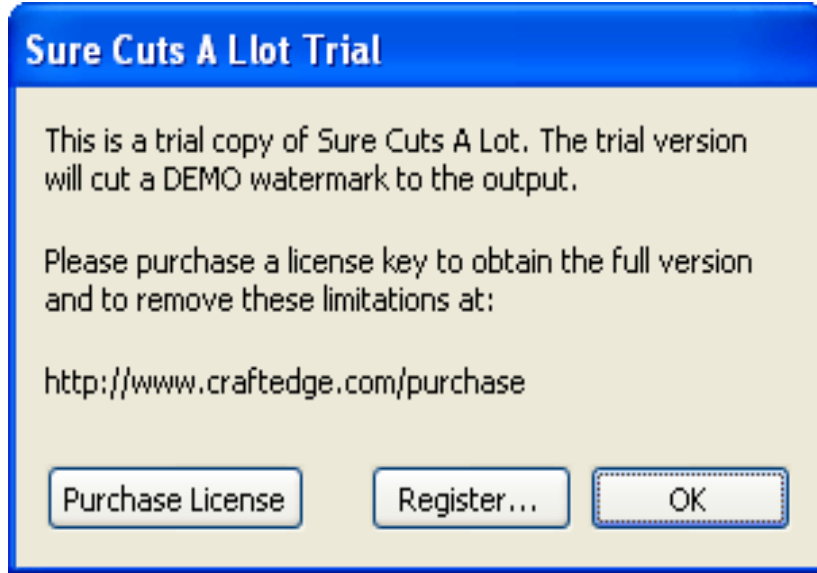 Sure Cuts A Llot Trial
This is a trial copy of Sure Cuts A Lot. The trial version
will cut a DEMO watermark to the output.
Please purchase a license key to obtain the full version
and to remove these limitations at:
http://www.craftedge.com/purchase
Purchase License Register... OK